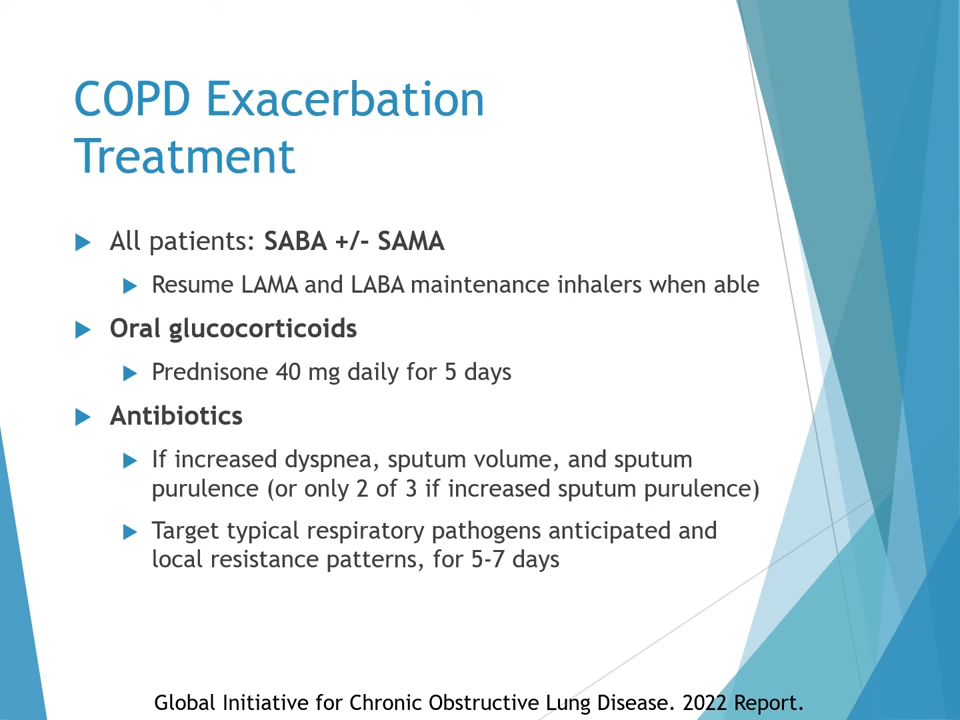 COPD Exacerbation
Treatment
All patients: SABA +/- SAMA
Resume LAMA and LABA maintenance inhalers when able
Oral glucocorticoids
Prednisone 40 mg daily for 5 days
Antibiotics
If increased dyspnea, sputum volume, and sputum
purulence (or only 2 of 3 if increased sputum purulence)
Target typical respiratory pathogens anticipated and
local resistance patterns, for 5-7 days
Global Initiative for Chronic Obstructive Lung Disease. 2022 Report.